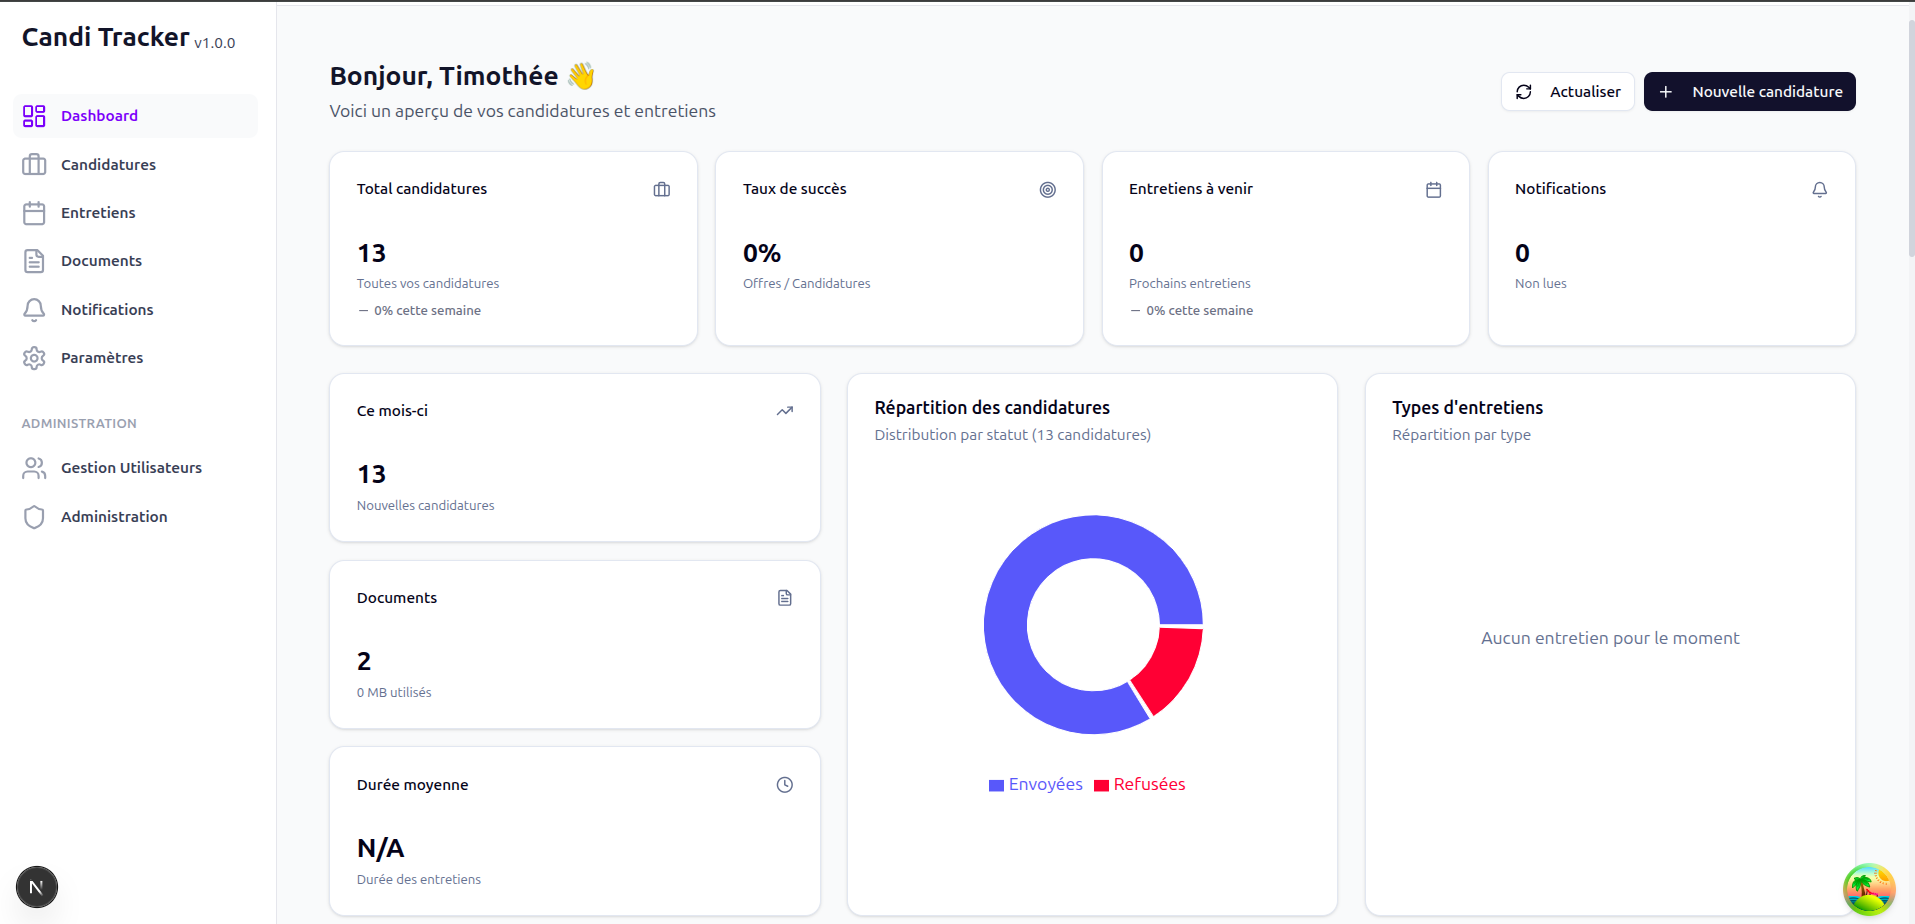 Candi Tracker v1.0.0
Dashboard
Candidatures
Entretiens
Documents
Notifications
Paramètres
ADMINISTRATION
Gestion Utilisateurs
Administration
N
Bonjour, Timothée 👋
Voici un aperçu de vos candidatures et entretiens
Actualiser
Nouvelle candidature
Total candidatures
13
Toutes vos candidatures
0% cette semaine
Taux de succès
0%
Offres / Candidatures
Entretiens à venir
0
Prochains entretiens
0% cette semaine
Notifications
0
Non lues
Ce mois-ci
13
Nouvelles candidatures
Documents
2
0 MB utilisés
Durée moyenne
N/A
Durée des entretiens
Répartition des candidatures
Distribution par statut (13 candidatures)
Envoyées
Refusées
Types d'entretiens
Répartition par type
Aucun entretien pour le moment